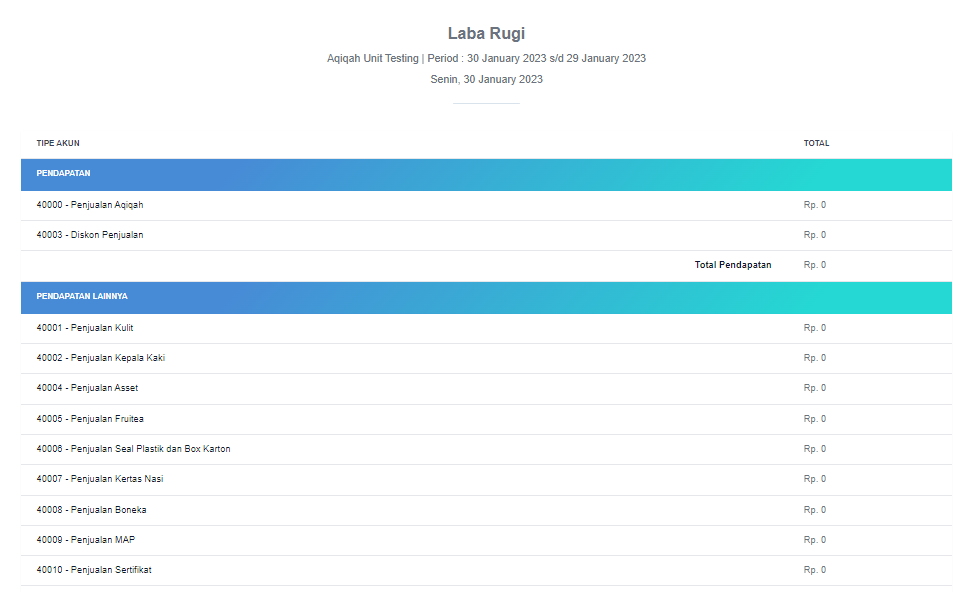 Laba Rugi
Aqiqah Unit Testing | Period : 30 January 2023 s/d 29 January 2023
Senin, 30 January 2023
TIPE AKUN TOTAL
PENDAPATAN
40000 - Penjualan Aqiqah Rp. 0
40003 - Diskon Penjualan Rp. 0
Total Pendapatan Rp. 0
PENDAPATAN LAINNYA
40001 - Penjualan Kulit Rp. 0
40002 - Penjualan Kepala Kaki Rp. 0
40004 - Penjualan Asset Rp. 0
40005 - Penjualan Fruitea Rp. 0
40006 - Penjualan Seal Plastik dan Box Karton Rp. 0
40007 - Penjualan Kertas Nasi Rp. 0
40008 - Penjualan Boneka Rp. 0
40009 - Penjualan MAP Rp. 0
40010 - Penjualan Sertifikat Rp. 0